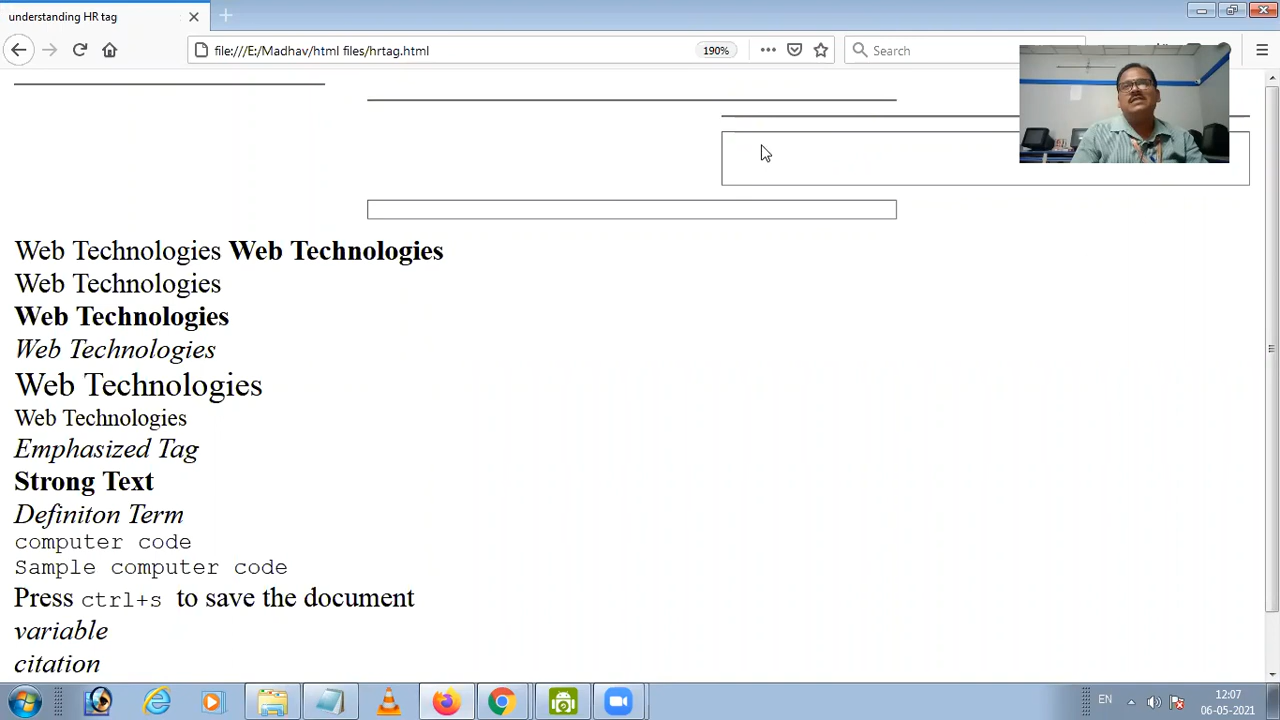 understanding HR tag
file:///E:/Madhav/html files/hrtag.html
190%
Search
Web Technologies Web Technologies
Web Technologies
Web Technologies
Web Technologies
Web Technologies
Web Technologies
Emphasized Tag
Strong Text
Definiton Term
computer code
Sample computer code
Press ctrl+s to save the document
variable
citation
EN
12:07
06-05-2021